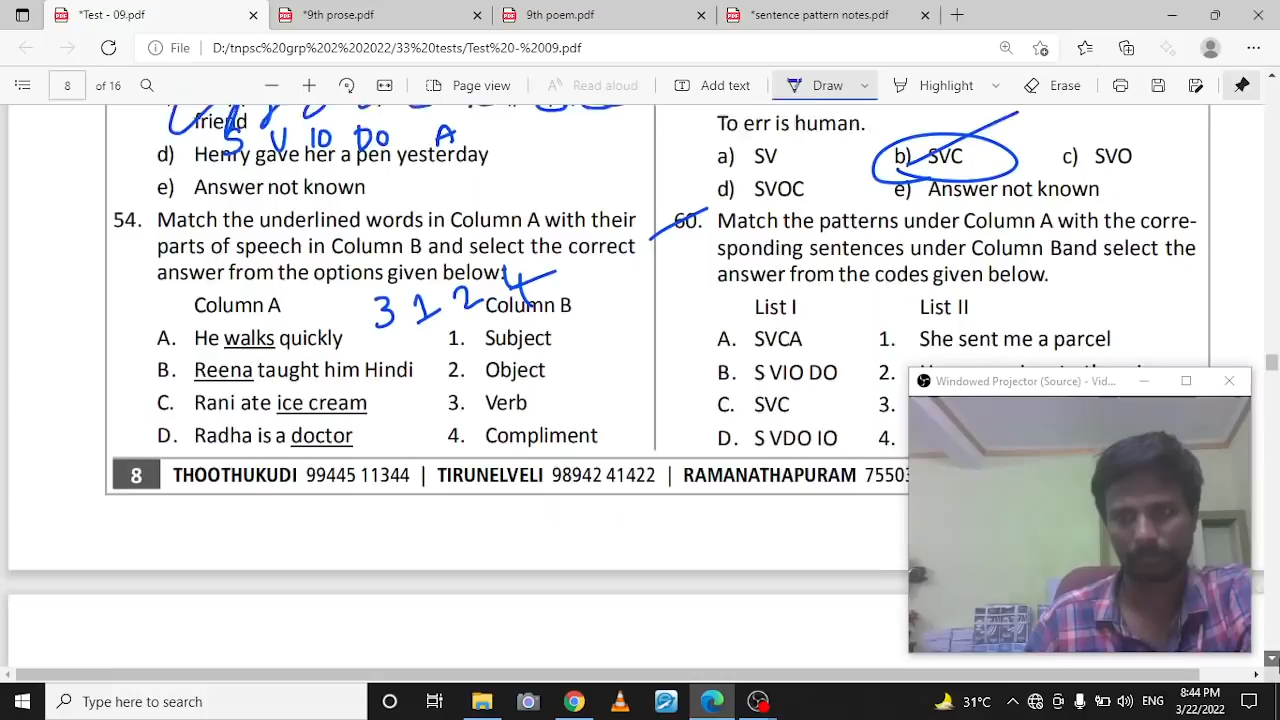 *Test - 09.pdf
*9th prose.pdf
9th poem.pdf
*sentence pattern notes.pdf
File
D:/tnpsc%20grp%202%202022/33%20tests/Test%20-%2009.pdf
8 of 16
Page view
Read aloud
Add text
Draw
Highlight
Erase
friend
S V IO DO A
d) Henry gave her a pen yesterday
e) Answer not known
54. Match the underlined words in Column A with their
parts of speech in Column B and select the correct
answer from the options given below:
3 1 2 4
Column A Column B
A. He walks quickly 1. Subject
B. Reena taught him Hindi 2. Object
C. Rani ate ice cream 3. Verb
D. Radha is a doctor 4. Compliment
To err is human.
a) SV b) SVC c) SVO
d) SVOC e) Answer not known
60. Match the patterns under Column A with the corre-
sponding sentences under Column Band select the
answer from the codes given below.
List I List II
A. SVCA 1. She sent me a parcel
B. S VIO DO 2.
C. SVC 3.
D. S VDO IO 4.
8 THOOTHUKUDI 99445 11344 | TIRUNELVELI 98942 41422 | RAMANATHAPURAM 75503
Windowed Projector (Source) - Vid...
Type here to search
31°C
ENG
8:44 PM
3/22/2022